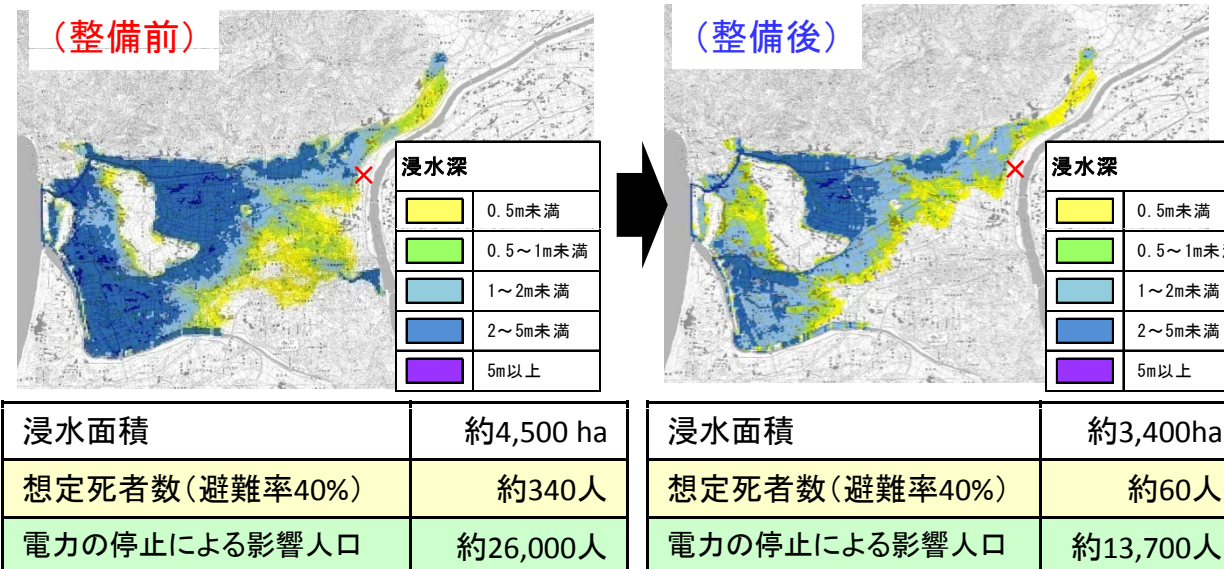 （整備前）
浸水深
0.5m未満
0.5～1m未満
1～2m未満
2～5m未満
5m以上
浸水面積 約4,500 ha
想定死者数（避難率40%） 約340人
電力の停止による影響人口 約26,000人
（整備後）
浸水深
0.5m未満
0.5～1m未
1～2m未満
2～5m未満
5m以上
浸水面積 約3,400ha
想定死者数（避難率40%） 約60人
電力の停止による影響人口 約13,700人